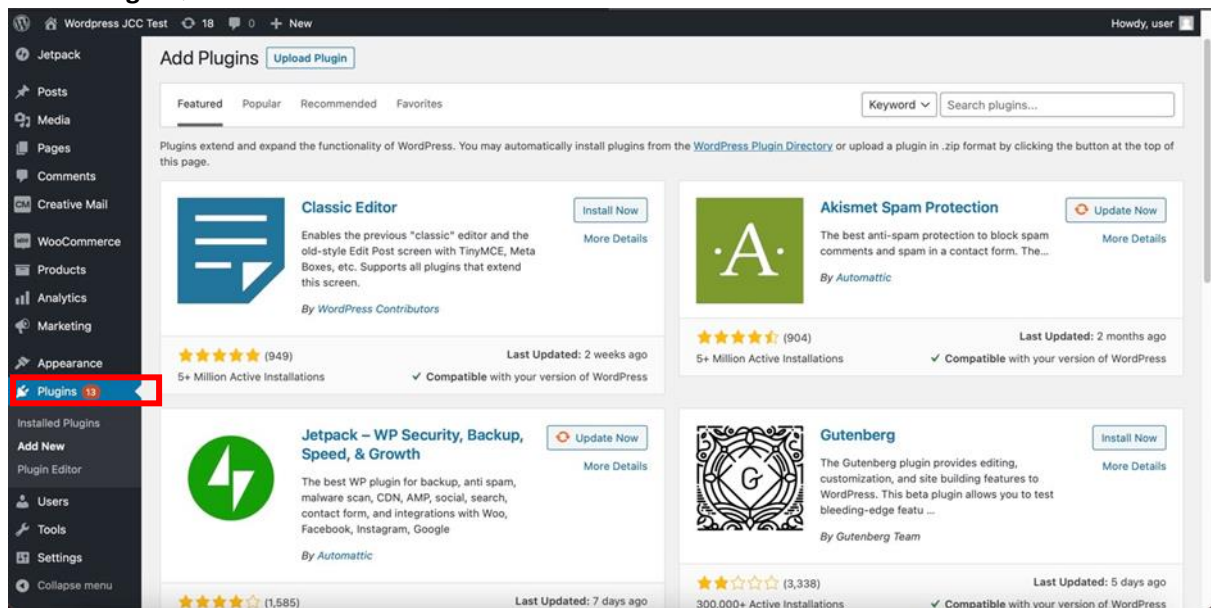 Wordpress JCC Test 18 0 + New Howdy, user
Jetpack
Posts
Media
Pages
Comments
CM Creative Mail
WooCommerce
Products
Analytics
Marketing
Appearance
Plugins 13
Installed Plugins
Add New
Plugin Editor
Users
Tools
Settings
Collapse menu
Add Plugins Upload Plugin
Featured Popular Recommended Favorites Keyword Search plugins...
Plugins extend and expand the functionality of WordPress. You may automatically install plugins from the WordPress Plugin Directory or upload a plugin in .zip format by clicking the button at the top of
this page.
Classic Editor
Install Now
Enables the previous "classic" editor and the
old-style Edit Post screen with TinyMCE, Meta
Boxes, etc. Supports all plugins that extend
this screen.
More Details
By WordPress Contributors
(949) Last Updated: 2 weeks ago
5+ Million Active Installations ✓ Compatible with your version of WordPress
·A·
Akismet Spam Protection
Update Now
The best anti-spam protection to block spam
comments and spam in a contact form. The...
More Details
By Automattic
(904) Last Updated: 2 months ago
5+ Million Active Installations ✓ Compatible with your version of WordPress
Jetpack – WP Security, Backup,
Speed, & Growth
Update Now
More Details
The best WP plugin for backup, anti spam,
malware scan, CDN, AMP, social, search,
contact form, and integrations with Woo,
Facebook, Instagram, Google
By Automattic
(1,585) Last Updated: 7 days ago
G
Gutenberg
Install Now
The Gutenberg plugin provides editing,
customization, and site building features to
WordPress. This beta plugin allows you to test
bleeding-edge featu ...
More Details
By Gutenberg Team
(3,338) Last Updated: 5 days ago
300,000+ Active Installations ✓ Compatible with your version of WordPress